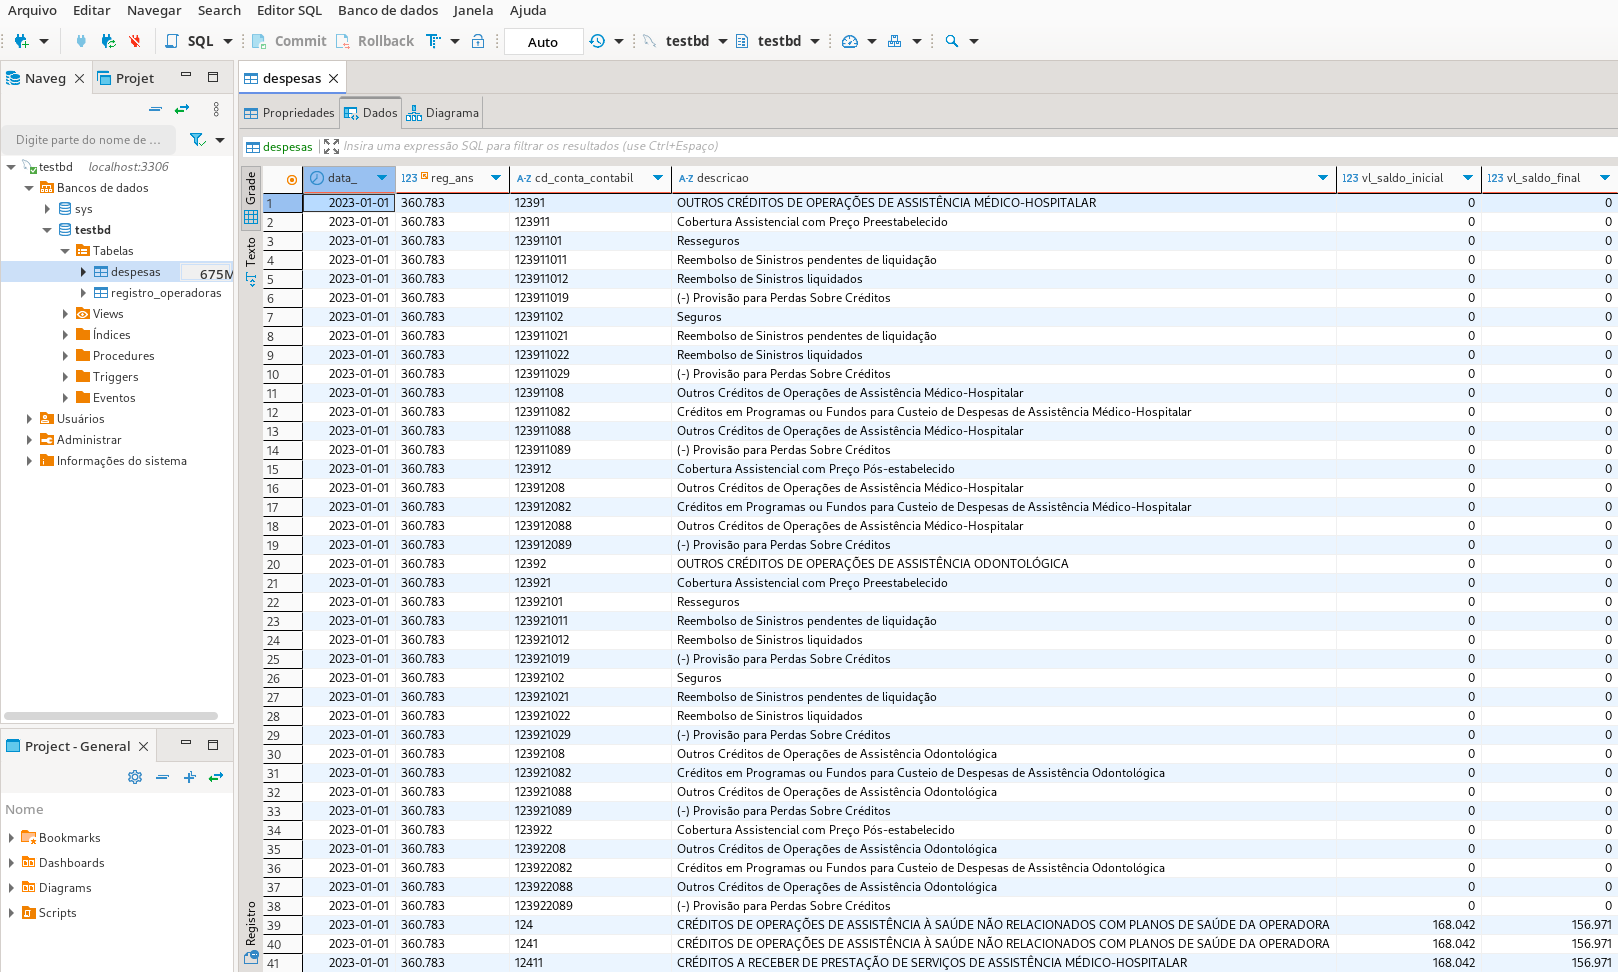 Arquivo Editar Navegar Search Editor SQL Banco de dados Janela Ajuda
SQL Commit Rollback Auto testbd testbd
Naveg Projet
Digite parte do nome de ...
testbd localhost:3306
Bancos de dados
sys
testbd
Tabelas
despesas 675M
registro_operadoras
Views
Índices
Procedures
Triggers
Eventos
Usuários
Administrar
Informações do sistema
Project - General
Nome
Bookmarks
Dashboards
Diagrams
Scripts
despesas
Propriedades Dados Diagrama
despesas Insira uma expressão SQL para filtrar os resultados (use Ctrl+Espaço)
Grade
Texto
Registro
data_ 123 reg_ans A-Z cd_conta_contabil A-Z descricao 123 vl_saldo_inicial 123 vl_saldo_final
1 2023-01-01 360.783 12391 OUTROS CRÉDITOS DE OPERAÇÕES DE ASSISTÊNCIA MÉDICO-HOSPITALAR 0 0
2 2023-01-01 360.783 123911 Cobertura Assistencial com Preço Preestabelecido 0 0
3 2023-01-01 360.783 12391101 Resseguros 0 0
4 2023-01-01 360.783 123911011 Reembolso de Sinistros pendentes de liquidação 0 0
5 2023-01-01 360.783 123911012 Reembolso de Sinistros liquidados 0 0
6 2023-01-01 360.783 123911019 (-) Provisão para Perdas Sobre Créditos 0 0
7 2023-01-01 360.783 12391102 Seguros 0 0
8 2023-01-01 360.783 123911021 Reembolso de Sinistros pendentes de liquidação 0 0
9 2023-01-01 360.783 123911022 Reembolso de Sinistros liquidados 0 0
10 2023-01-01 360.783 123911029 (-) Provisão para Perdas Sobre Créditos 0 0
11 2023-01-01 360.783 12391108 Outros Créditos de Operações de Assistência Médico-Hospitalar 0 0
12 2023-01-01 360.783 123911082 Créditos em Programas ou Fundos para Custeio de Despesas de Assistência Médico-Hospitalar 0 0
13 2023-01-01 360.783 123911088 Outros Créditos de Operações de Assistência Médico-Hospitalar 0 0
14 2023-01-01 360.783 123911089 (-) Provisão para Perdas Sobre Créditos 0 0
15 2023-01-01 360.783 123912 Cobertura Assistencial com Preço Pós-estabelecido 0 0
16 2023-01-01 360.783 12391208 Outros Créditos de Operações de Assistência Médico-Hospitalar 0 0
17 2023-01-01 360.783 123912082 Créditos em Programas ou Fundos para Custeio de Despesas de Assistência Médico-Hospitalar 0 0
18 2023-01-01 360.783 123912088 Outros Créditos de Operações de Assistência Médico-Hospitalar 0 0
19 2023-01-01 360.783 123912089 (-) Provisão para Perdas Sobre Créditos 0 0
20 2023-01-01 360.783 12392 OUTROS CRÉDITOS DE OPERAÇÕES DE ASSISTÊNCIA ODONTOLÓGICA 0 0
21 2023-01-01 360.783 123921 Cobertura Assistencial com Preço Preestabelecido 0 0
22 2023-01-01 360.783 12392101 Resseguros 0 0
23 2023-01-01 360.783 123921011 Reembolso de Sinistros pendentes de liquidação 0 0
24 2023-01-01 360.783 123921012 Reembolso de Sinistros liquidados 0 0
25 2023-01-01 360.783 123921019 (-) Provisão para Perdas Sobre Créditos 0 0
26 2023-01-01 360.783 12392102 Seguros 0 0
27 2023-01-01 360.783 123921021 Reembolso de Sinistros pendentes de liquidação 0 0
28 2023-01-01 360.783 123921022 Reembolso de Sinistros liquidados 0 0
29 2023-01-01 360.783 123921029 (-) Provisão para Perdas Sobre Créditos 0 0
30 2023-01-01 360.783 12392108 Outros Créditos de Operações de Assistência Odontológica 0 0
31 2023-01-01 360.783 123921082 Créditos em Programas ou Fundos para Custeio de Despesas de Assistência Odontológica 0 0
32 2023-01-01 360.783 123921088 Outros Créditos de Operações de Assistência Odontológica 0 0
33 2023-01-01 360.783 123921089 (-) Provisão para Perdas Sobre Créditos 0 0
34 2023-01-01 360.783 123922 Cobertura Assistencial com Preço Pós-estabelecido 0 0
35 2023-01-01 360.783 12392208 Outros Créditos de Operações de Assistência Odontológica 0 0
36 2023-01-01 360.783 123922082 Créditos em Programas ou Fundos para Custeio de Despesas de Assistência Odontológica 0 0
37 2023-01-01 360.783 123922088 Outros Créditos de Operações de Assistência Odontológica 0 0
38 2023-01-01 360.783 123922089 (-) Provisão para Perdas Sobre Créditos 0 0
39 2023-01-01 360.783 124 CRÉDITOS DE OPERAÇÕES DE ASSISTÊNCIA À SAÚDE NÃO RELACIONADOS COM PLANOS DE SAÚDE DA OPERADORA 168.042 156.971
40 2023-01-01 360.783 1241 CRÉDITOS DE OPERAÇÕES DE ASSISTÊNCIA À SAÚDE NÃO RELACIONADOS COM PLANOS DE SAÚDE DA OPERADORA 168.042 156.971
41 2023-01-01 360.783 12411 CRÉDITOS A RECEBER DE PRESTAÇÃO DE SERVIÇOS DE ASSISTÊNCIA MÉDICO-HOSPITALAR 168.042 156.971